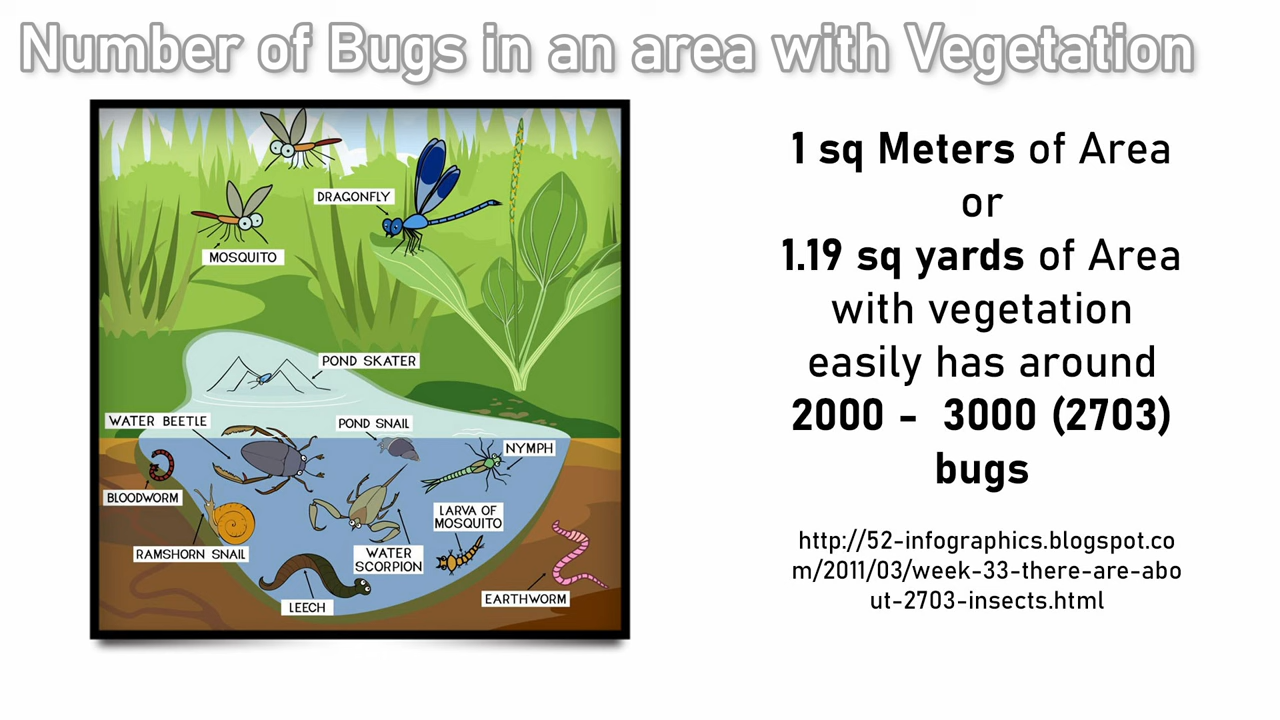 Number of Bugs in an area with Vegetation
DRAGONFLY
MOSQUITO
POND SKATER
WATER BEETLE
POND SNAIL
NYMPH
BLOODWORM
LARVA OF
MOSQUITO
RAMSHORN SNAIL
WATER
SCORPION
LEECH
EARTHWORM
1 sq Meters of Area
or
1.19 sq yards of Area
with vegetation
easily has around
2000 - 3000 (2703)
bugs
http://52-infographics.blogspot.co
m/2011/03/week-33-there-are-abo
ut-2703-insects.html